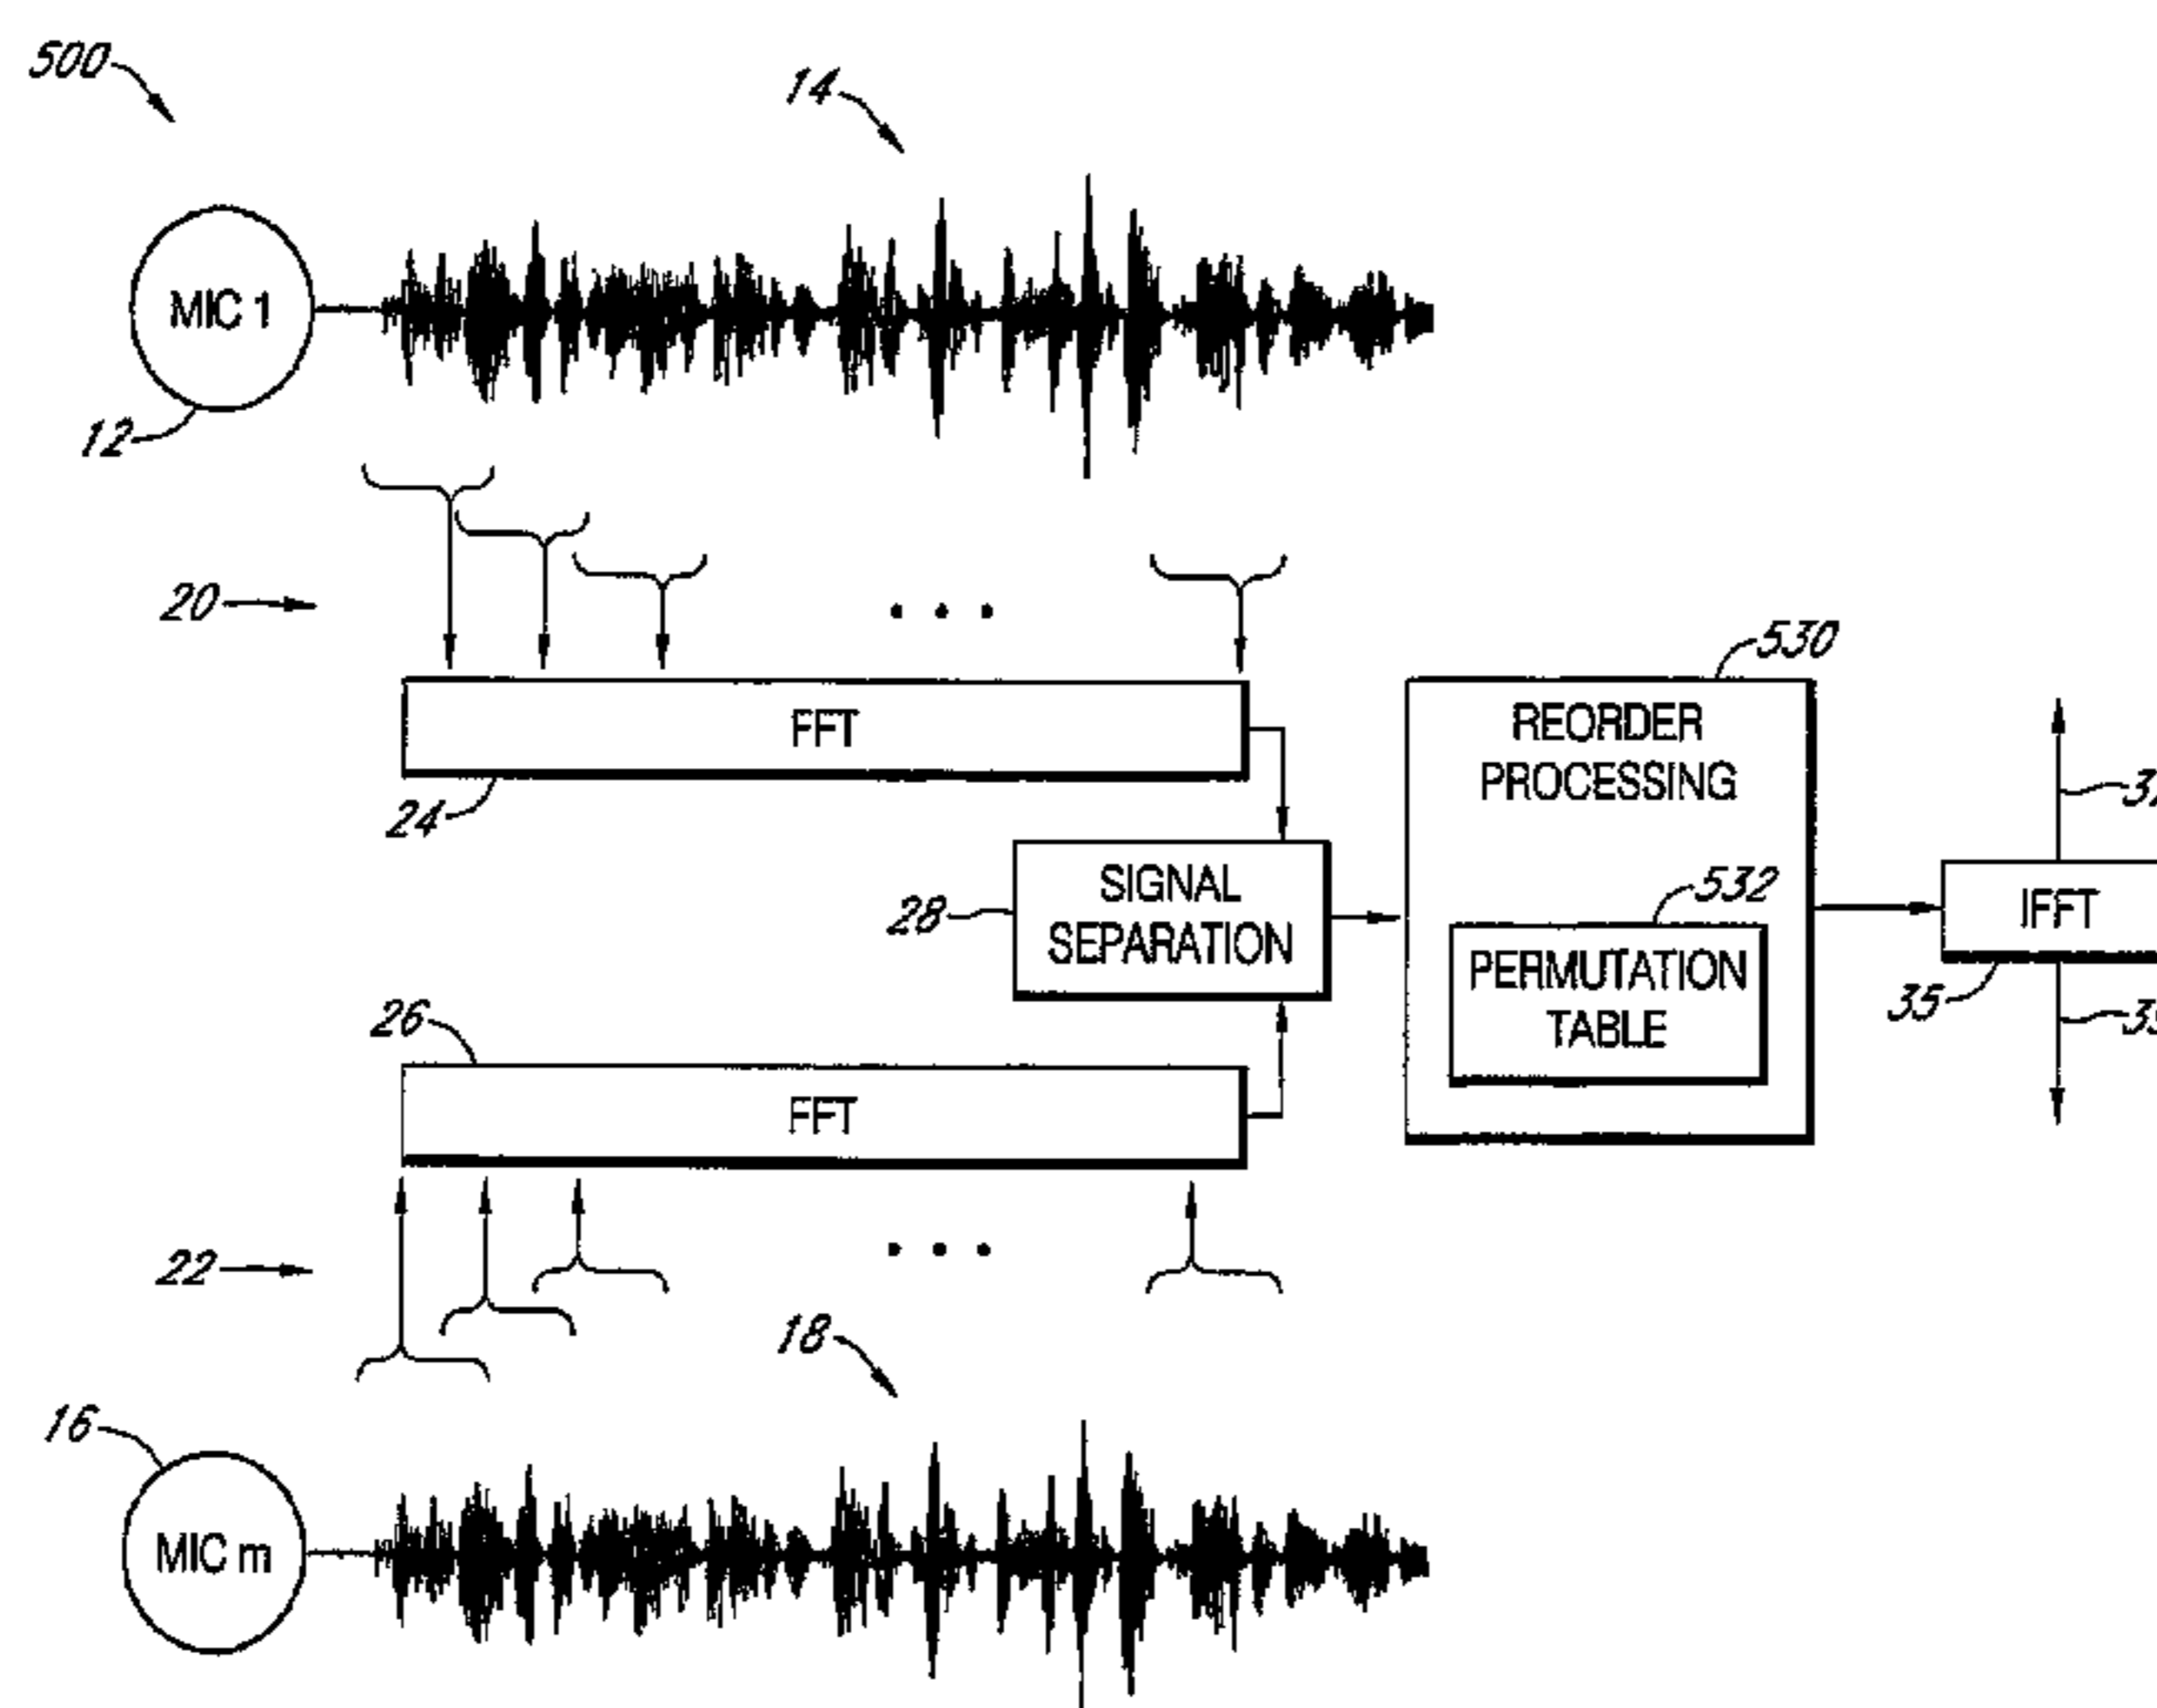 500
14
MIC 1
12
20
530
FFT
REORDER
PROCESSING
24
SIGNAL
SEPARATION
28
532
PERMUTATION
TABLE
IFFT
35
26
FFT
22
18
16
MIC m